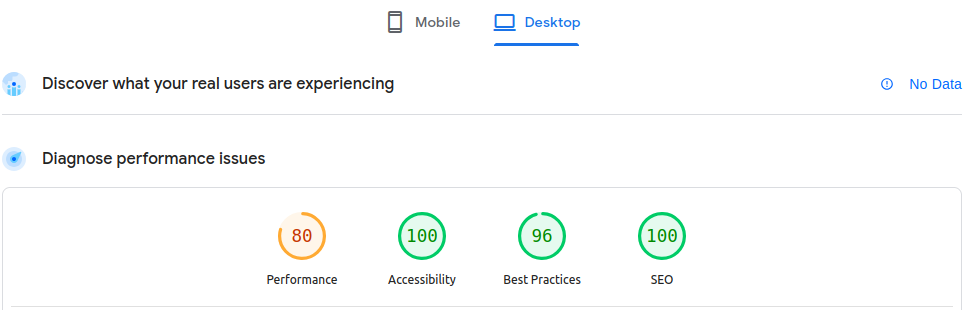 Mobile Desktop
Discover what your real users are experiencing No Data
Diagnose performance issues
80 100 96 100
Performance Accessibility Best Practices SEO